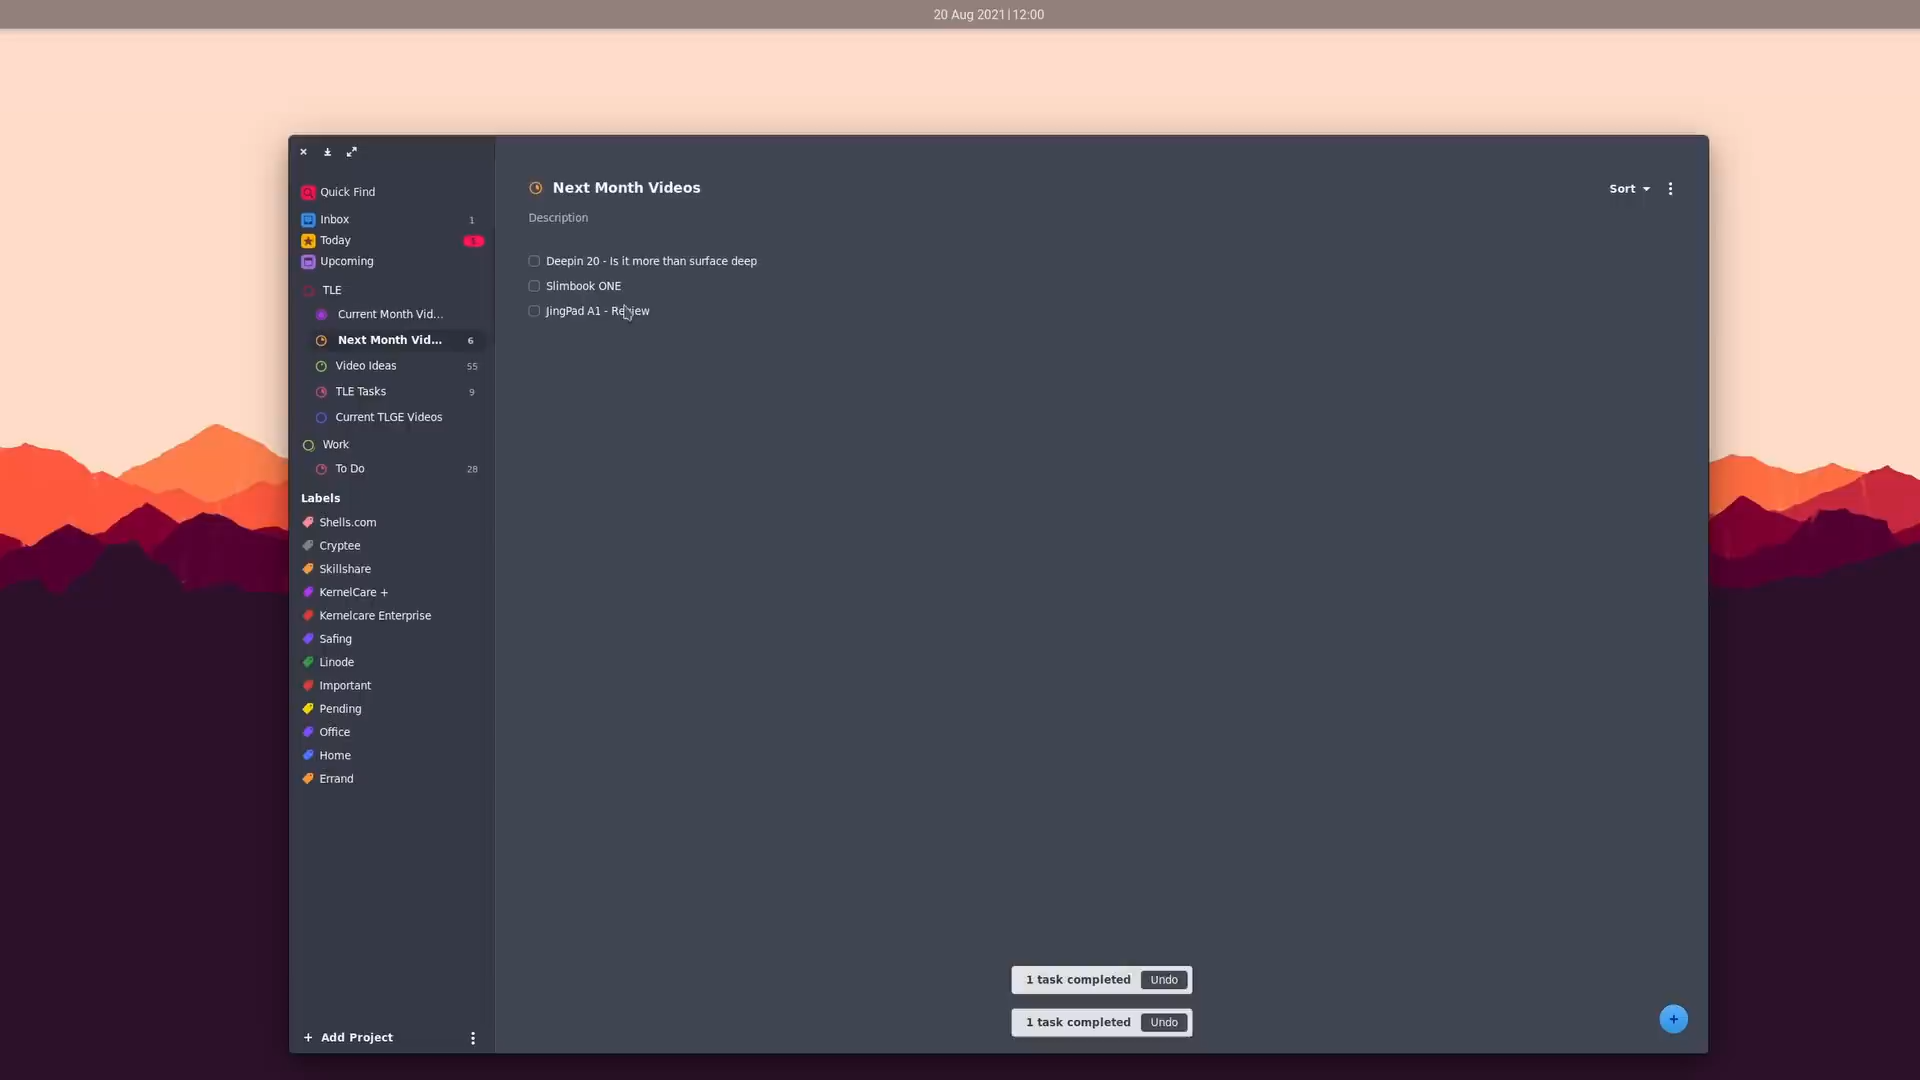 20 Aug 2021|12:00
Quick Find
Inbox 1
Today
Upcoming
TLE
Current Month Vid...
Next Month Vid... 6
Video Ideas 55
TLE Tasks 9
Current TLGE Videos
Work
To Do 28
Labels
Shells.com
Cryptee
Skillshare
KernelCare +
Kernelcare Enterprise
Safing
Linode
Important
Pending
Office
Home
Errand
+ Add Project
Next Month Videos
Sort
Description
Deepin 20 - Is it more than surface deep
Slimbook ONE
JingPad A1 - Review
1 task completed Undo
1 task completed Undo